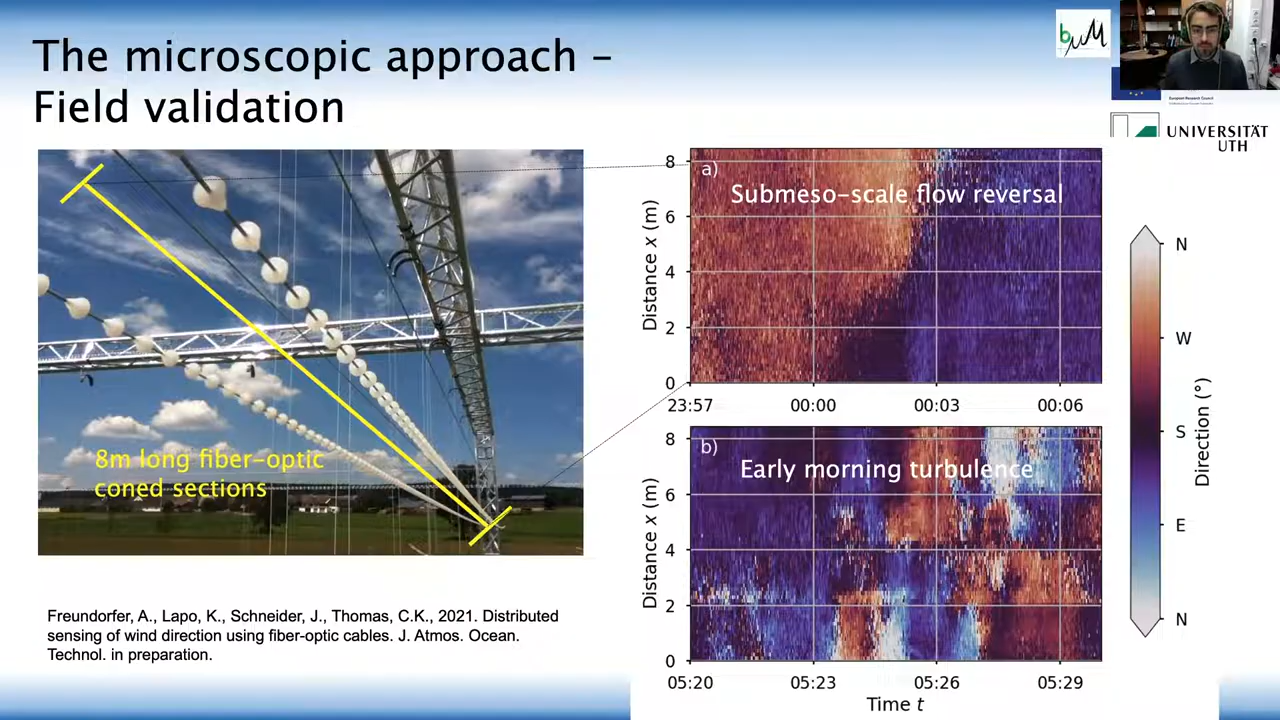 The microscopic approach –
Field validation
bmM
UNIVERSITÄT
UTH
8m long fiber-optic
coned sections
a)
Submeso-scale flow reversal
Distance x (m)
8
6
4
2
0
23:57 00:00 00:03 00:06
b)
Early morning turbulence
Distance x (m)
8
6
4
2
0
05:20 05:23 05:26 05:29
Time t
N
W
S
E
N
Direction (°)
Freundorfer, A., Lapo, K., Schneider, J., Thomas, C.K., 2021. Distributed
sensing of wind direction using fiber-optic cables. J. Atmos. Ocean.
Technol. in preparation.